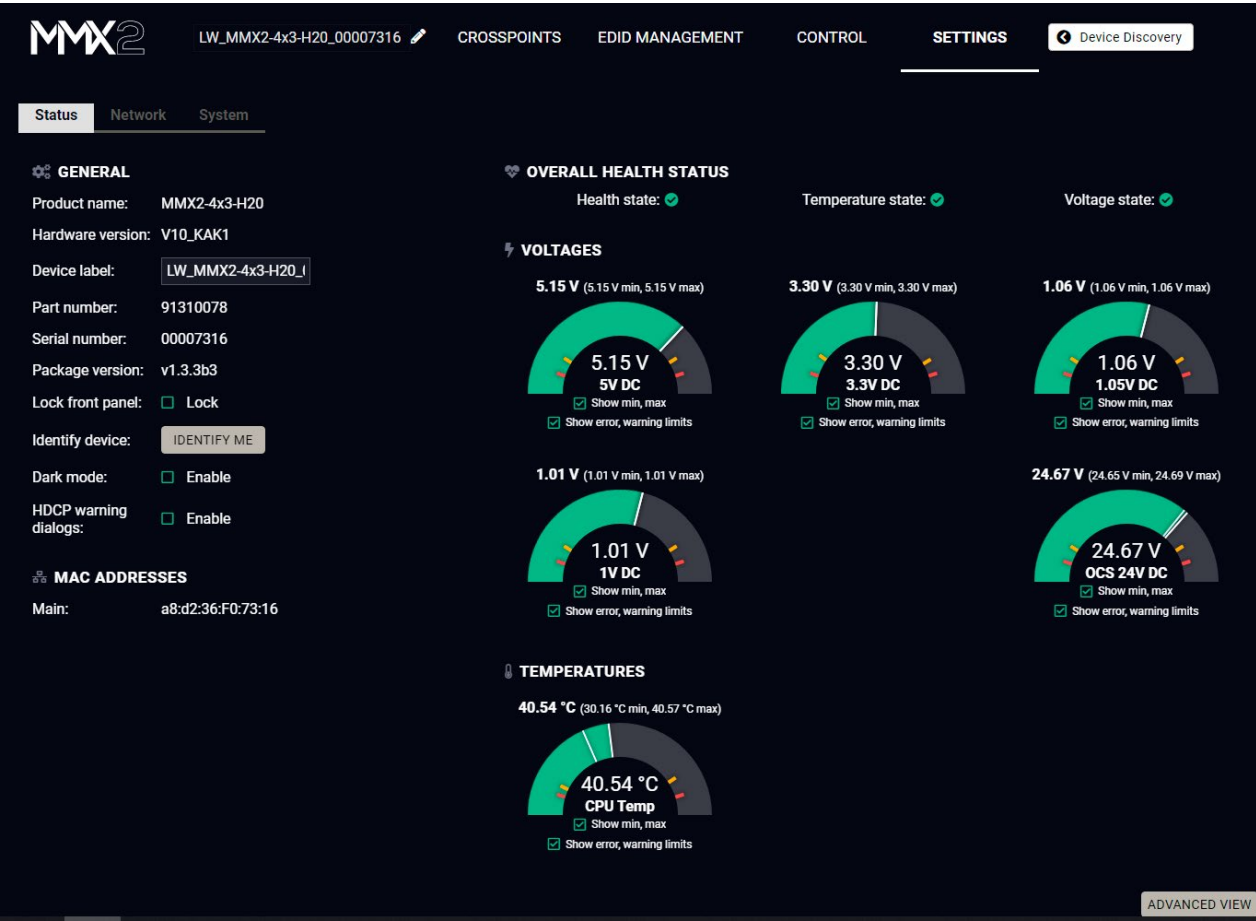 MMX2
LW_MMX2-4x3-H20_00007316
CROSSPOINTS
EDID MANAGEMENT
CONTROL
SETTINGS
Device Discovery
Status
Network
System
GENERAL
Product name: MMX2-4x3-H20
Hardware version: V10_KAK1
Device label: LW_MMX2-4x3-H20_(
Part number: 91310078
Serial number: 00007316
Package version: v1.3.3b3
Lock front panel: Lock
Identify device: IDENTIFY ME
Dark mode: Enable
HDCP warning
dialogs: Enable
MAC ADDRESSES
Main: a8:d2:36:F0:73:16
OVERALL HEALTH STATUS
Health state:
Temperature state:
Voltage state:
VOLTAGES
5.15 V (5.15 V min, 5.15 V max)
5.15 V
5V DC
Show min, max
Show error, warning limits
3.30 V (3.30 V min, 3.30 V max)
3.30 V
3.3V DC
Show min, max
Show error, warning limits
1.06 V (1.06 V min, 1.06 V max)
1.06 V
1.05V DC
Show min, max
Show error, warning limits
1.01 V (1.01 V min, 1.01 V max)
1.01 V
1V DC
Show min, max
Show error, warning limits
24.67 V (24.65 V min, 24.69 V max)
24.67 V
OCS 24V DC
Show min, max
Show error, warning limits
TEMPERATURES
40.54 °C (30.16 °C min, 40.57 °C max)
40.54 °C
CPU Temp
Show min, max
Show error, warning limits
ADVANCED VIEW